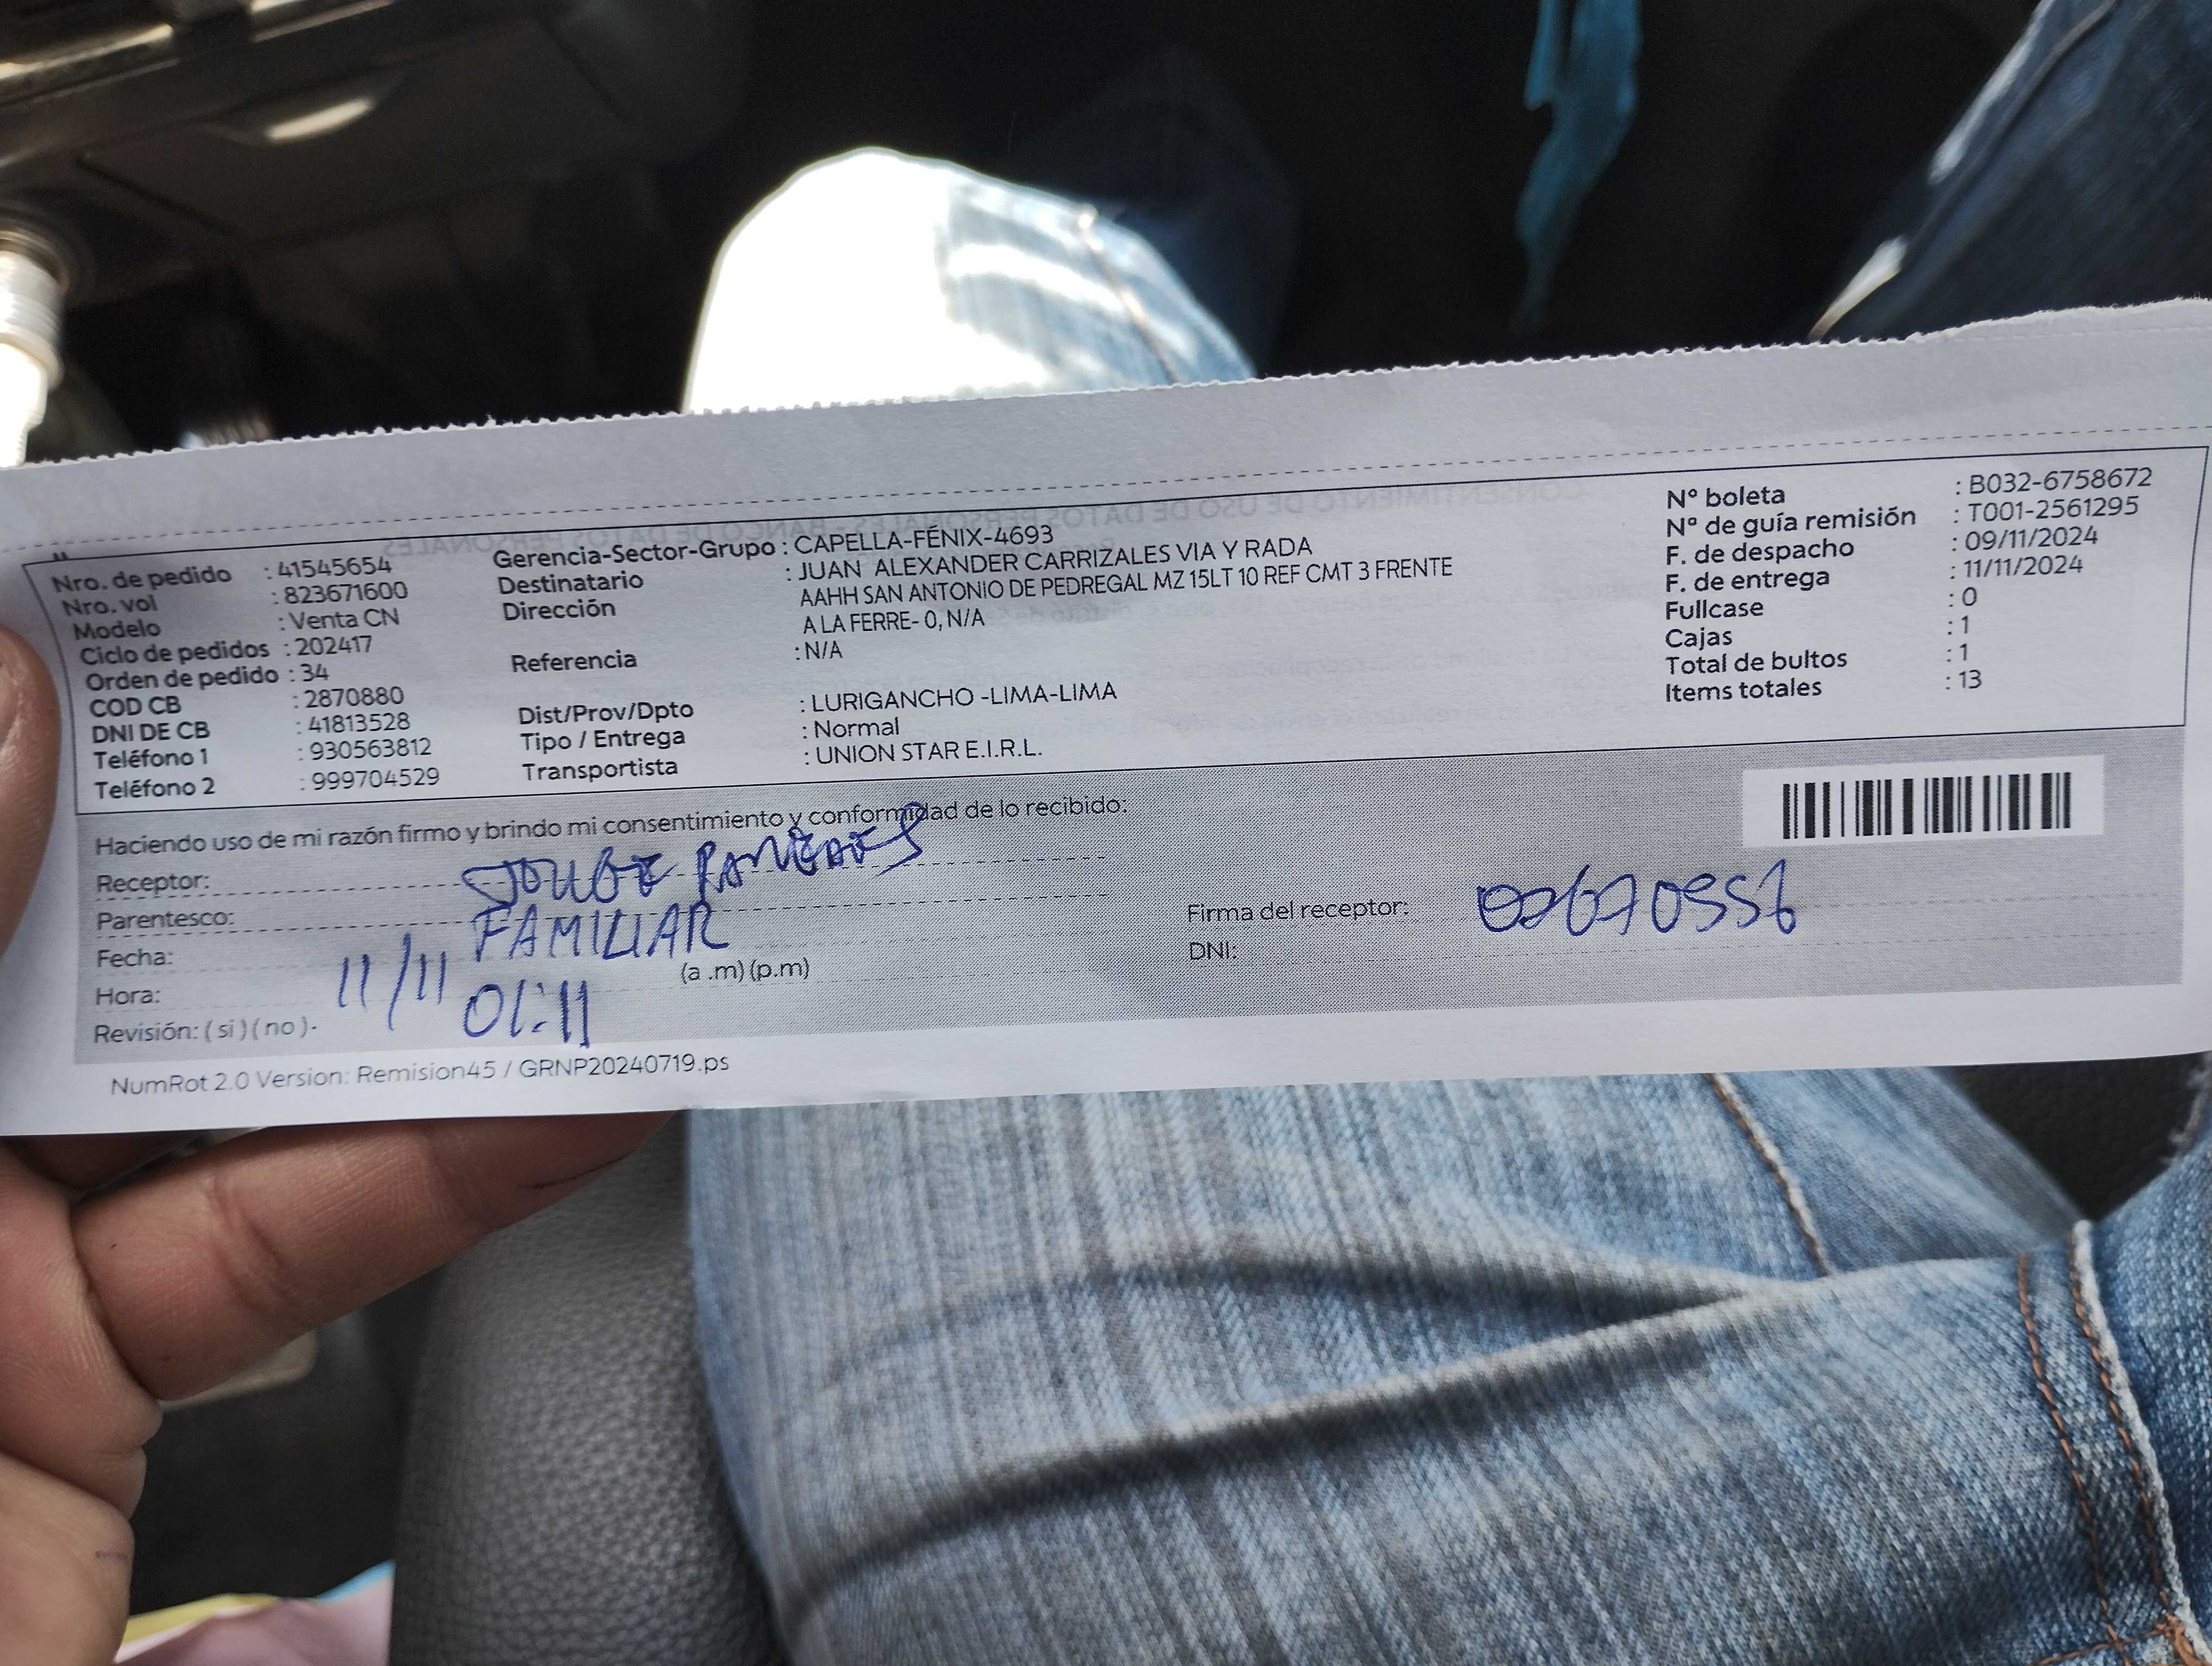 Nro. de pedido : 41545654
Nro. vol : 823671600
Modelo : Venta CN
Ciclo de pedidos : 202417
Orden de pedido : 34
COD CB : 2870880
DNI DE CB : 41813528
Teléfono 1 : 930563812
Teléfono 2 : 999704529
Gerencia-Sector-Grupo : CAPELLA-FÉNIX-4693
Destinatario : JUAN ALEXANDER CARRIZALES VIA Y RADA
Dirección AAHH SAN ANTONIO DE PEDREGAL MZ 15LT 10 REF CMT 3 FRENTE
A LA FERRE- 0, N/A
Referencia : N/A
Dist/Prov/Dpto : LURIGANCHO -LIMA-LIMA
Tipo / Entrega : Normal
Transportista : UNION STAR E.I.R.L.
N° boleta : B032-6758672
N° de guía remisión : T001-2561295
F. de despacho : 09/11/2024
F. de entrega : 11/11/2024
Fullcase : 0
Cajas : 1
Total de bultos : 1
Items totales : 13
Haciendo uso de mi razón firmo y brindo mi consentimiento y conformidad de lo recibido:
Receptor: JORGE PAREDES
Parentesco: FAMILIAR
Fecha: 11/11
Hora: 01:11 (a .m) (p.m)
Revisión: ( si ) ( no ).
Firma del receptor:
DNI:
NumRot 2.0 Version: Remision45 / GRNP20240719.ps